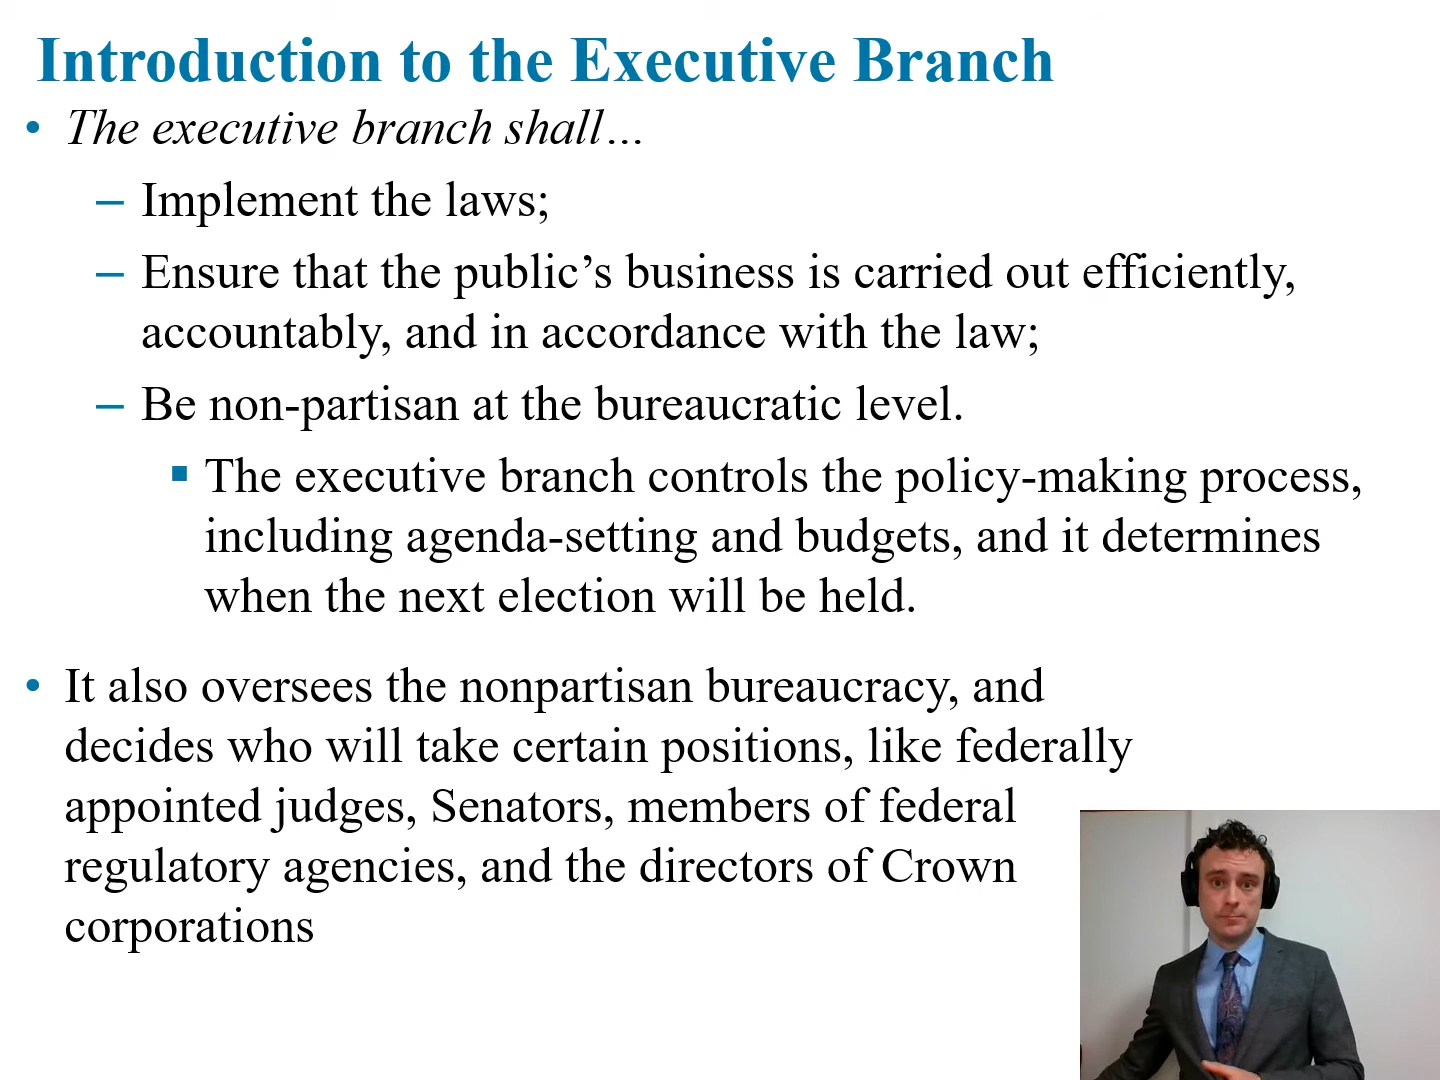 Introduction to the Executive Branch
• The executive branch shall…
– Implement the laws;
– Ensure that the public’s business is carried out efficiently,
accountably, and in accordance with the law;
– Be non-partisan at the bureaucratic level.
▪ The executive branch controls the policy-making process,
including agenda-setting and budgets, and it determines
when the next election will be held.
• It also oversees the nonpartisan bureaucracy, and
decides who will take certain positions, like federally
appointed judges, Senators, members of federal
regulatory agencies, and the directors of Crown
corporations